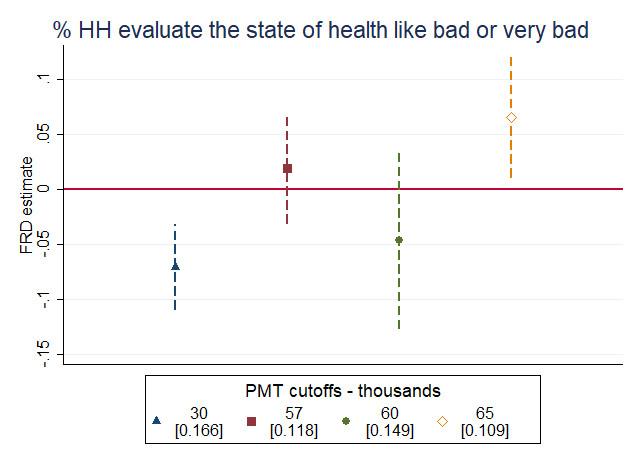 % HH evaluate the state of health like bad or very bad
.1
.05
0
-.05
-.1
-.15
FRD estimate
PMT cutoffs - thousands
30 57 60 65
[0.166] [0.118] [0.149] [0.109]